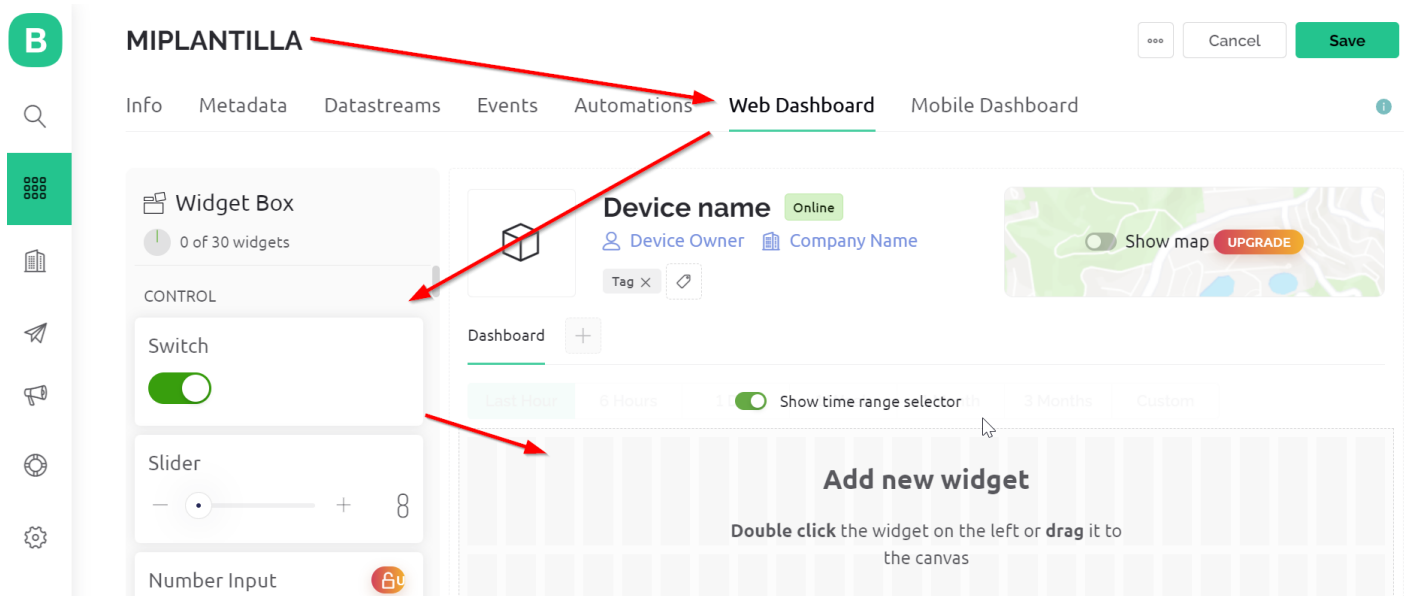 B
MIPLANTILLA
Cancel
Save
Info Metadata Datastreams Events Automations Web Dashboard Mobile Dashboard
Widget Box
0 of 30 widgets
CONTROL
Switch
Slider
8
Number Input
Device name Online
Device Owner Company Name
Tag
Show map UPGRADE
Dashboard
Last Hour 6 Hours Show time range selector 3 Months Custom
Add new widget
Double click the widget on the left or drag it to
the canvas